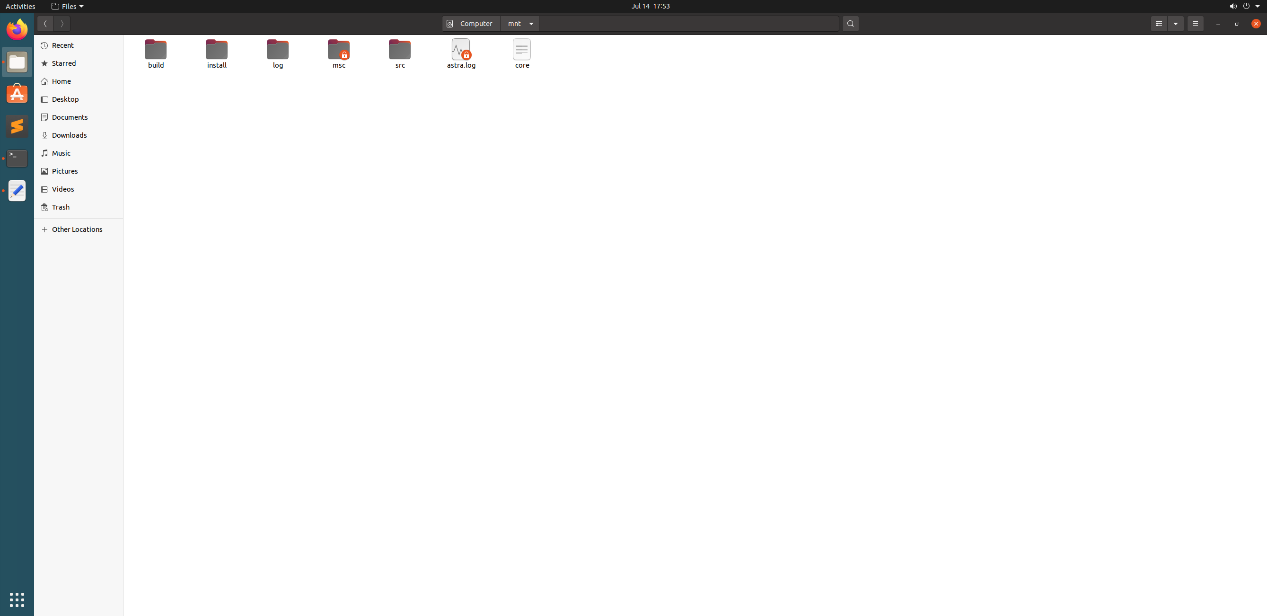 Activities Files Jul 14 17:53
Computer mnt
Recent
Starred
Home
Desktop
Documents
Downloads
Music
Pictures
Videos
Trash
Other Locations
build install log msc src astra.log core